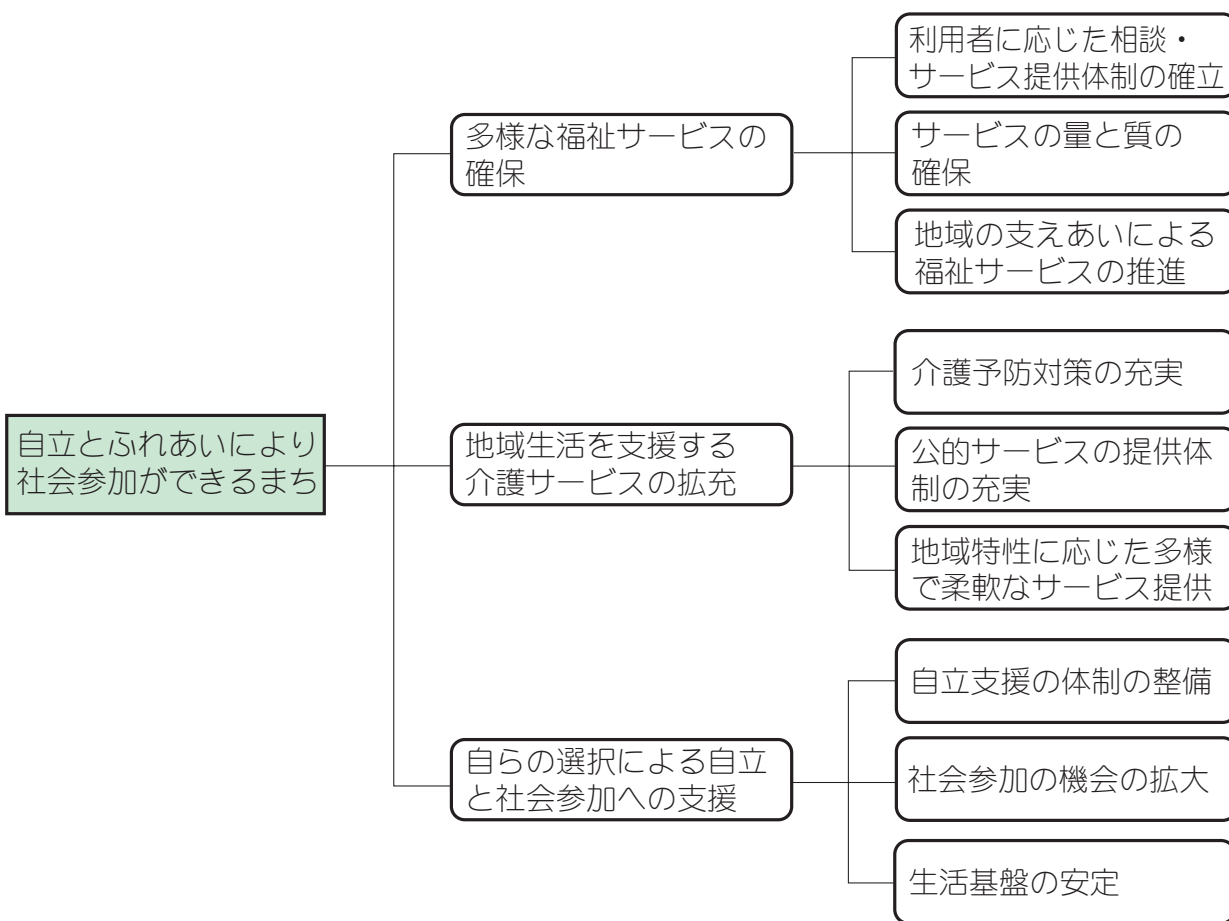 自立とふれあいにより
社会参加ができるまち
多様な福祉サービスの
確保
利用者に応じた相談・
サービス提供体制の確立
サービスの量と質の
確保
地域の支えあいによる
福祉サービスの推進
地域生活を支援する
介護サービスの拡充
介護予防対策の充実
公的サービスの提供体
制の充実
地域特性に応じた多様
で柔軟なサービス提供
自らの選択による自立
と社会参加への支援
自立支援の体制の整備
社会参加の機会の拡大
生活基盤の安定